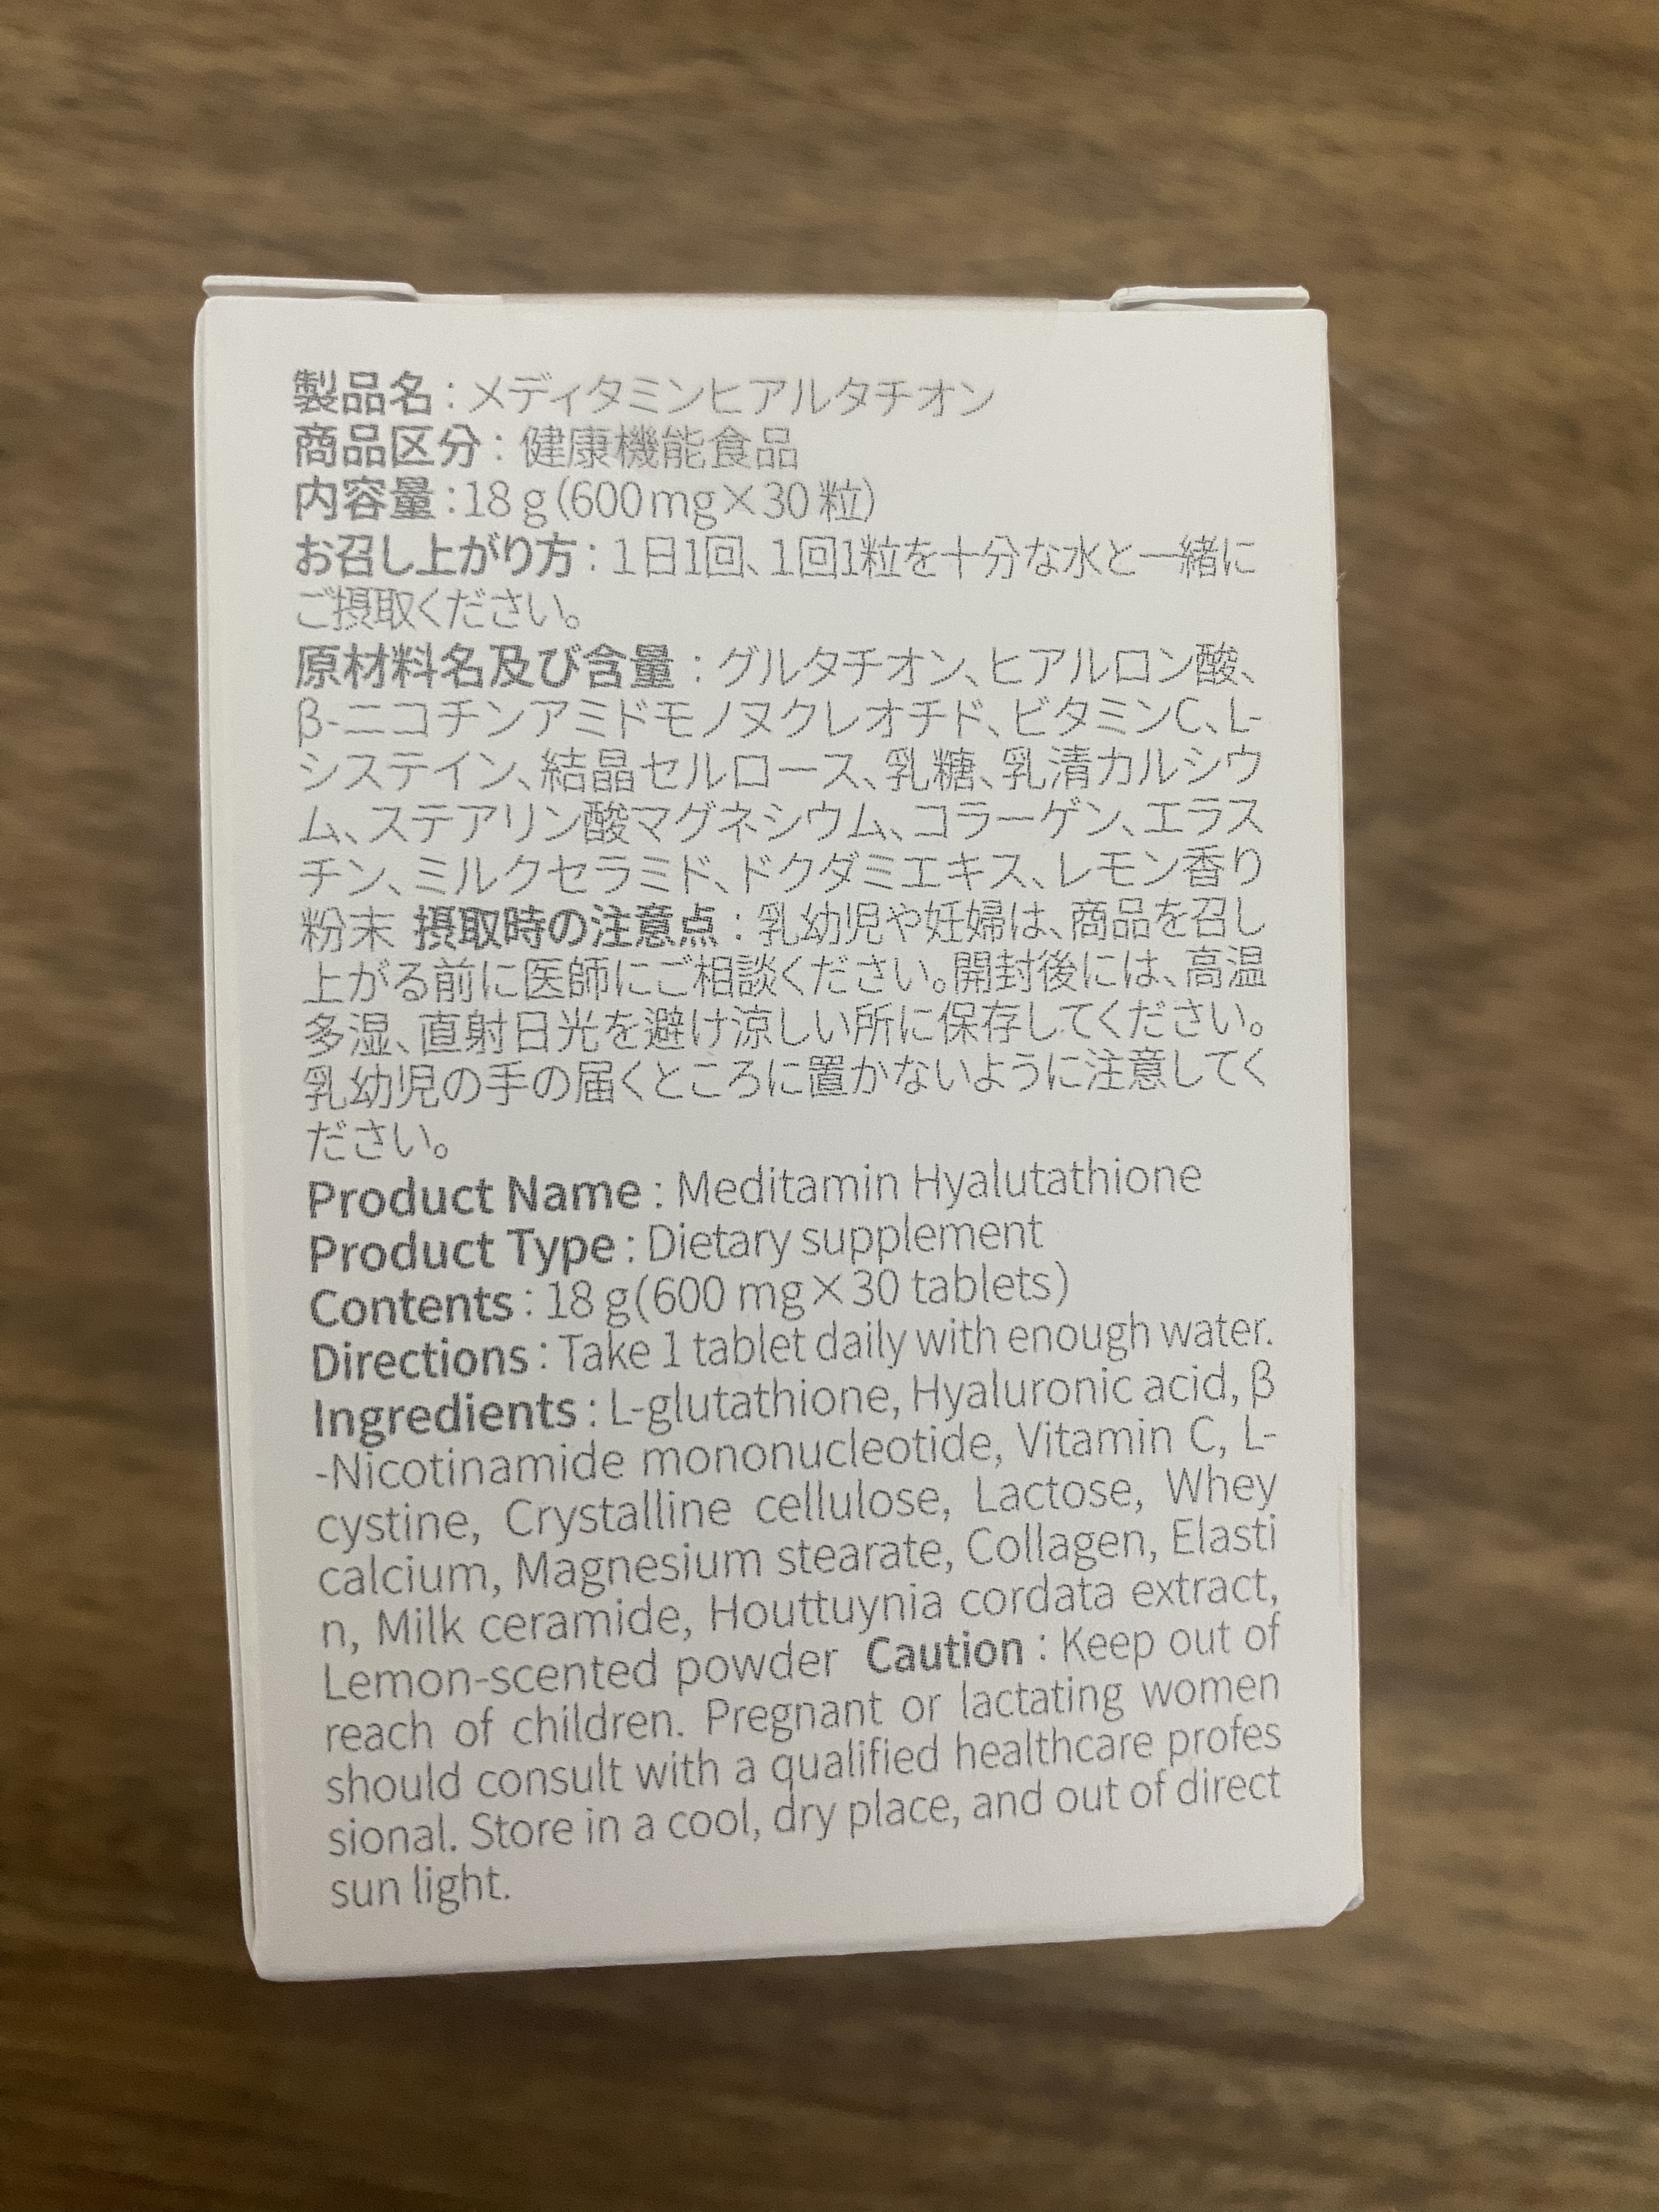 製品名 : メディタミンヒアルタチオン
商品区分 : 健康機能食品
内容量 :18 g (600 mg×30 粒)
お召し上がり方 : 1日1回、1回1粒を十分な水と一緒に
ご摂取ください。
原材料名及び含量 : グルタチオン、ヒアルロン酸、
β-ニコチンアミドモノヌクレオチド、ビタミンC、L-
システイン、結晶セルロース、乳糖、乳清カルシウ
ム、ステアリン酸マグネシウム、コラーゲン、エラス
チン、ミルクセラミド、ドクダミエキス、レモン香り
粉末 摂取時の注意点 : 乳幼児や妊婦は、商品を召し
上がる前に医師にご相談ください。開封後には、高温
多湿、直射日光を避け涼しい所に保存してください。
乳幼児の手の届くところに置かないように注意してく
ださい。
Product Name : Meditamin Hyalutathione
Product Type : Dietary supplement
Contents : 18 g(600 mg×30 tablets)
Directions : Take 1 tablet daily with enough water.
Ingredients : L-glutathione, Hyaluronic acid, β
-Nicotinamide mononucleotide, Vitamin C, L-
cystine, Crystalline cellulose, Lactose, Whey
calcium, Magnesium stearate, Collagen, Elasti
n, Milk ceramide, Houttuynia cordata extract,
Lemon-scented powder Caution : Keep out of
reach of children. Pregnant or lactating women
should consult with a qualified healthcare profes
sional. Store in a cool, dry place, and out of direct
sun light.